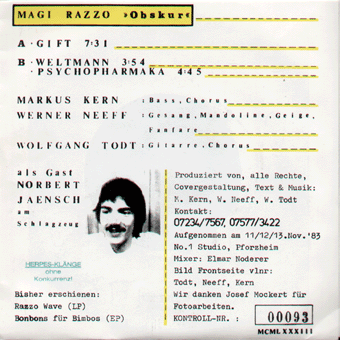 MAGI RAZZO »Obskur«
A · GIFT 7:31
B · WELTMANN 3:54
· PSYCHOPHARMAKA 4:45
MARKUS KERN : Bass, Chorus
WERNER NEEFF : Gesang, Mandoline, Geige,
Fanfare
WOLFGANG TODT : Gitarre, Chorus
als Gast
NORBERT
JAENSCH
am
Schlagzeug
HERPES-KLÄNGE
ohne
Konkurrenz!
Bisher erschienen:
Razzo Wave (LP)
Bonbons für Bimbos (EP)
Produziert von, alle Rechte,
Covergestaltung, Text & Musik:
M. Kern, W. Neeff, W. Todt
Kontakt:
07234/7567, 07577/3422
Aufgenommen am 11/12/13.Nov.'83
No.1 Studio, Pforzheim
Mixer: Elmar Noderer
Bild Frontseite vlnr:
Todt, Neeff, Kern
Wir danken Josef Mockert für
Fotoarbeiten.
KONTROLL-NR. : 00093
MCMLXXXIII